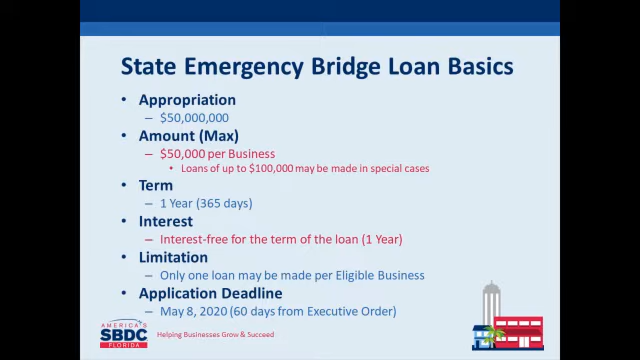 State Emergency Bridge Loan Basics
• Appropriation
– $50,000,000
• Amount (Max)
– $50,000 per Business
• Loans of up to $100,000 may be made in special cases
• Term
– 1 Year (365 days)
• Interest
– Interest-free for the term of the loan (1 Year)
• Limitation
– Only one loan may be made per Eligible Business
• Application Deadline
– May 8, 2020 (60 days from Executive Order)
AMERICA'S
SBDC
FLORIDA
Helping Businesses Grow & Succeed